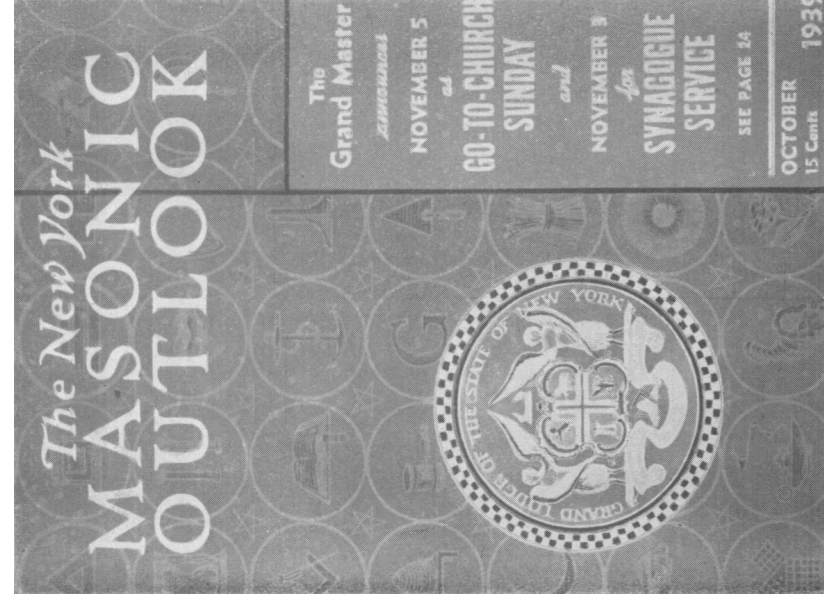 The New York
MASONIC
OUTLOOK
The
Grand Master
announces
NOVEMBER 5
as
GO-TO-CHURCH
SUNDAY
and
NOVEMBER 3
for
SYNAGOGUE
SERVICE
SEE PAGE 24
OCTOBER 1939
15 Cents
GRAND LODGE OF THE STATE OF NEW YORK
G